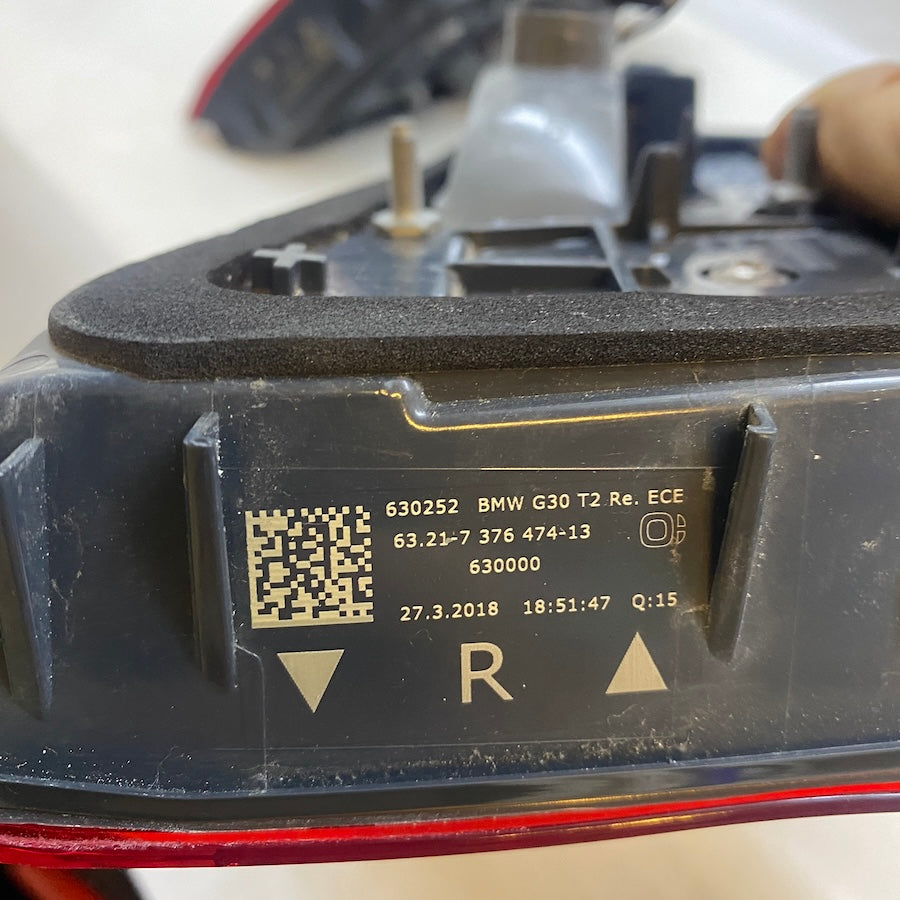 630252 BMW G30 T2 Re. ECE
63.21-7 376 474-13
630000
27.3.2018 18:51:47 Q:15
R